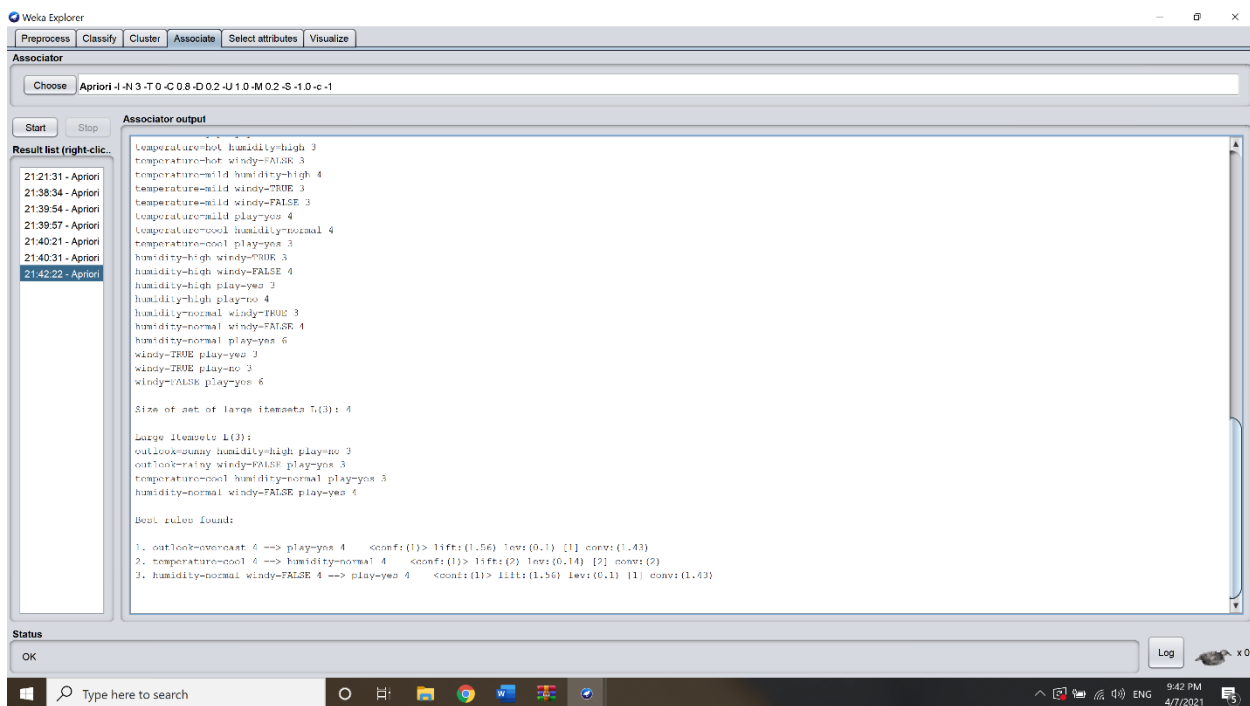 Weka Explorer
Preprocess Classify Cluster Associate Select attributes Visualize
Associator
Choose Apriori -I -N 3 -T 0 -C 0.8 -D 0.2 -U 1.0 -M 0.2 -S -1.0 -c -1
Start Stop
Result list (right-clic..
21:21:31 - Apriori
21:38:34 - Apriori
21:39:54 - Apriori
21:39:57 - Apriori
21:40:21 - Apriori
21:40:31 - Apriori
21:42:22 - Apriori
Associator output
temperature=hot humidity=high 3
temperature=hot windy=FALSE 3
temperature=mild humidity=high 4
temperature=mild windy=TRUE 3
temperature=mild windy=FALSE 3
temperature=mild play=yes 4
temperature=cool humidity=normal 4
temperature=cool play=yes 3
humidity=high windy=TRUE 3
humidity=high windy=FALSE 4
humidity=high play=yes 3
humidity=high play=no 4
humidity=normal windy=TRUE 3
humidity=normal windy=FALSE 4
humidity=normal play=yes 6
windy=TRUE play=yes 3
windy=TRUE play=no 3
windy=FALSE play=yes 6
Size of set of large itemsets L(3): 4
Large Itemsets L(3):
outlook=sunny humidity=high play=no 3
outlook=rainy windy=FALSE play=yes 3
temperature=cool humidity=normal play=yes 3
humidity=normal windy=FALSE play=yes 4
Best rules found:
1. outlook=overcast 4 ==> play=yes 4 <conf:(1)> lift:(1.56) lev:(0.1) [1] conv:(1.43)
2. temperature=cool 4 ==> humidity=normal 4 <conf:(1)> lift:(2) lev:(0.14) [2] conv:(2)
3. humidity=normal windy=FALSE 4 ==> play=yes 4 <conf:(1)> lift:(1.56) lev:(0.1) [1] conv:(1.43)
Status
OK
Log x 0
Type here to search
ENG
9:42 PM
4/7/2021
5